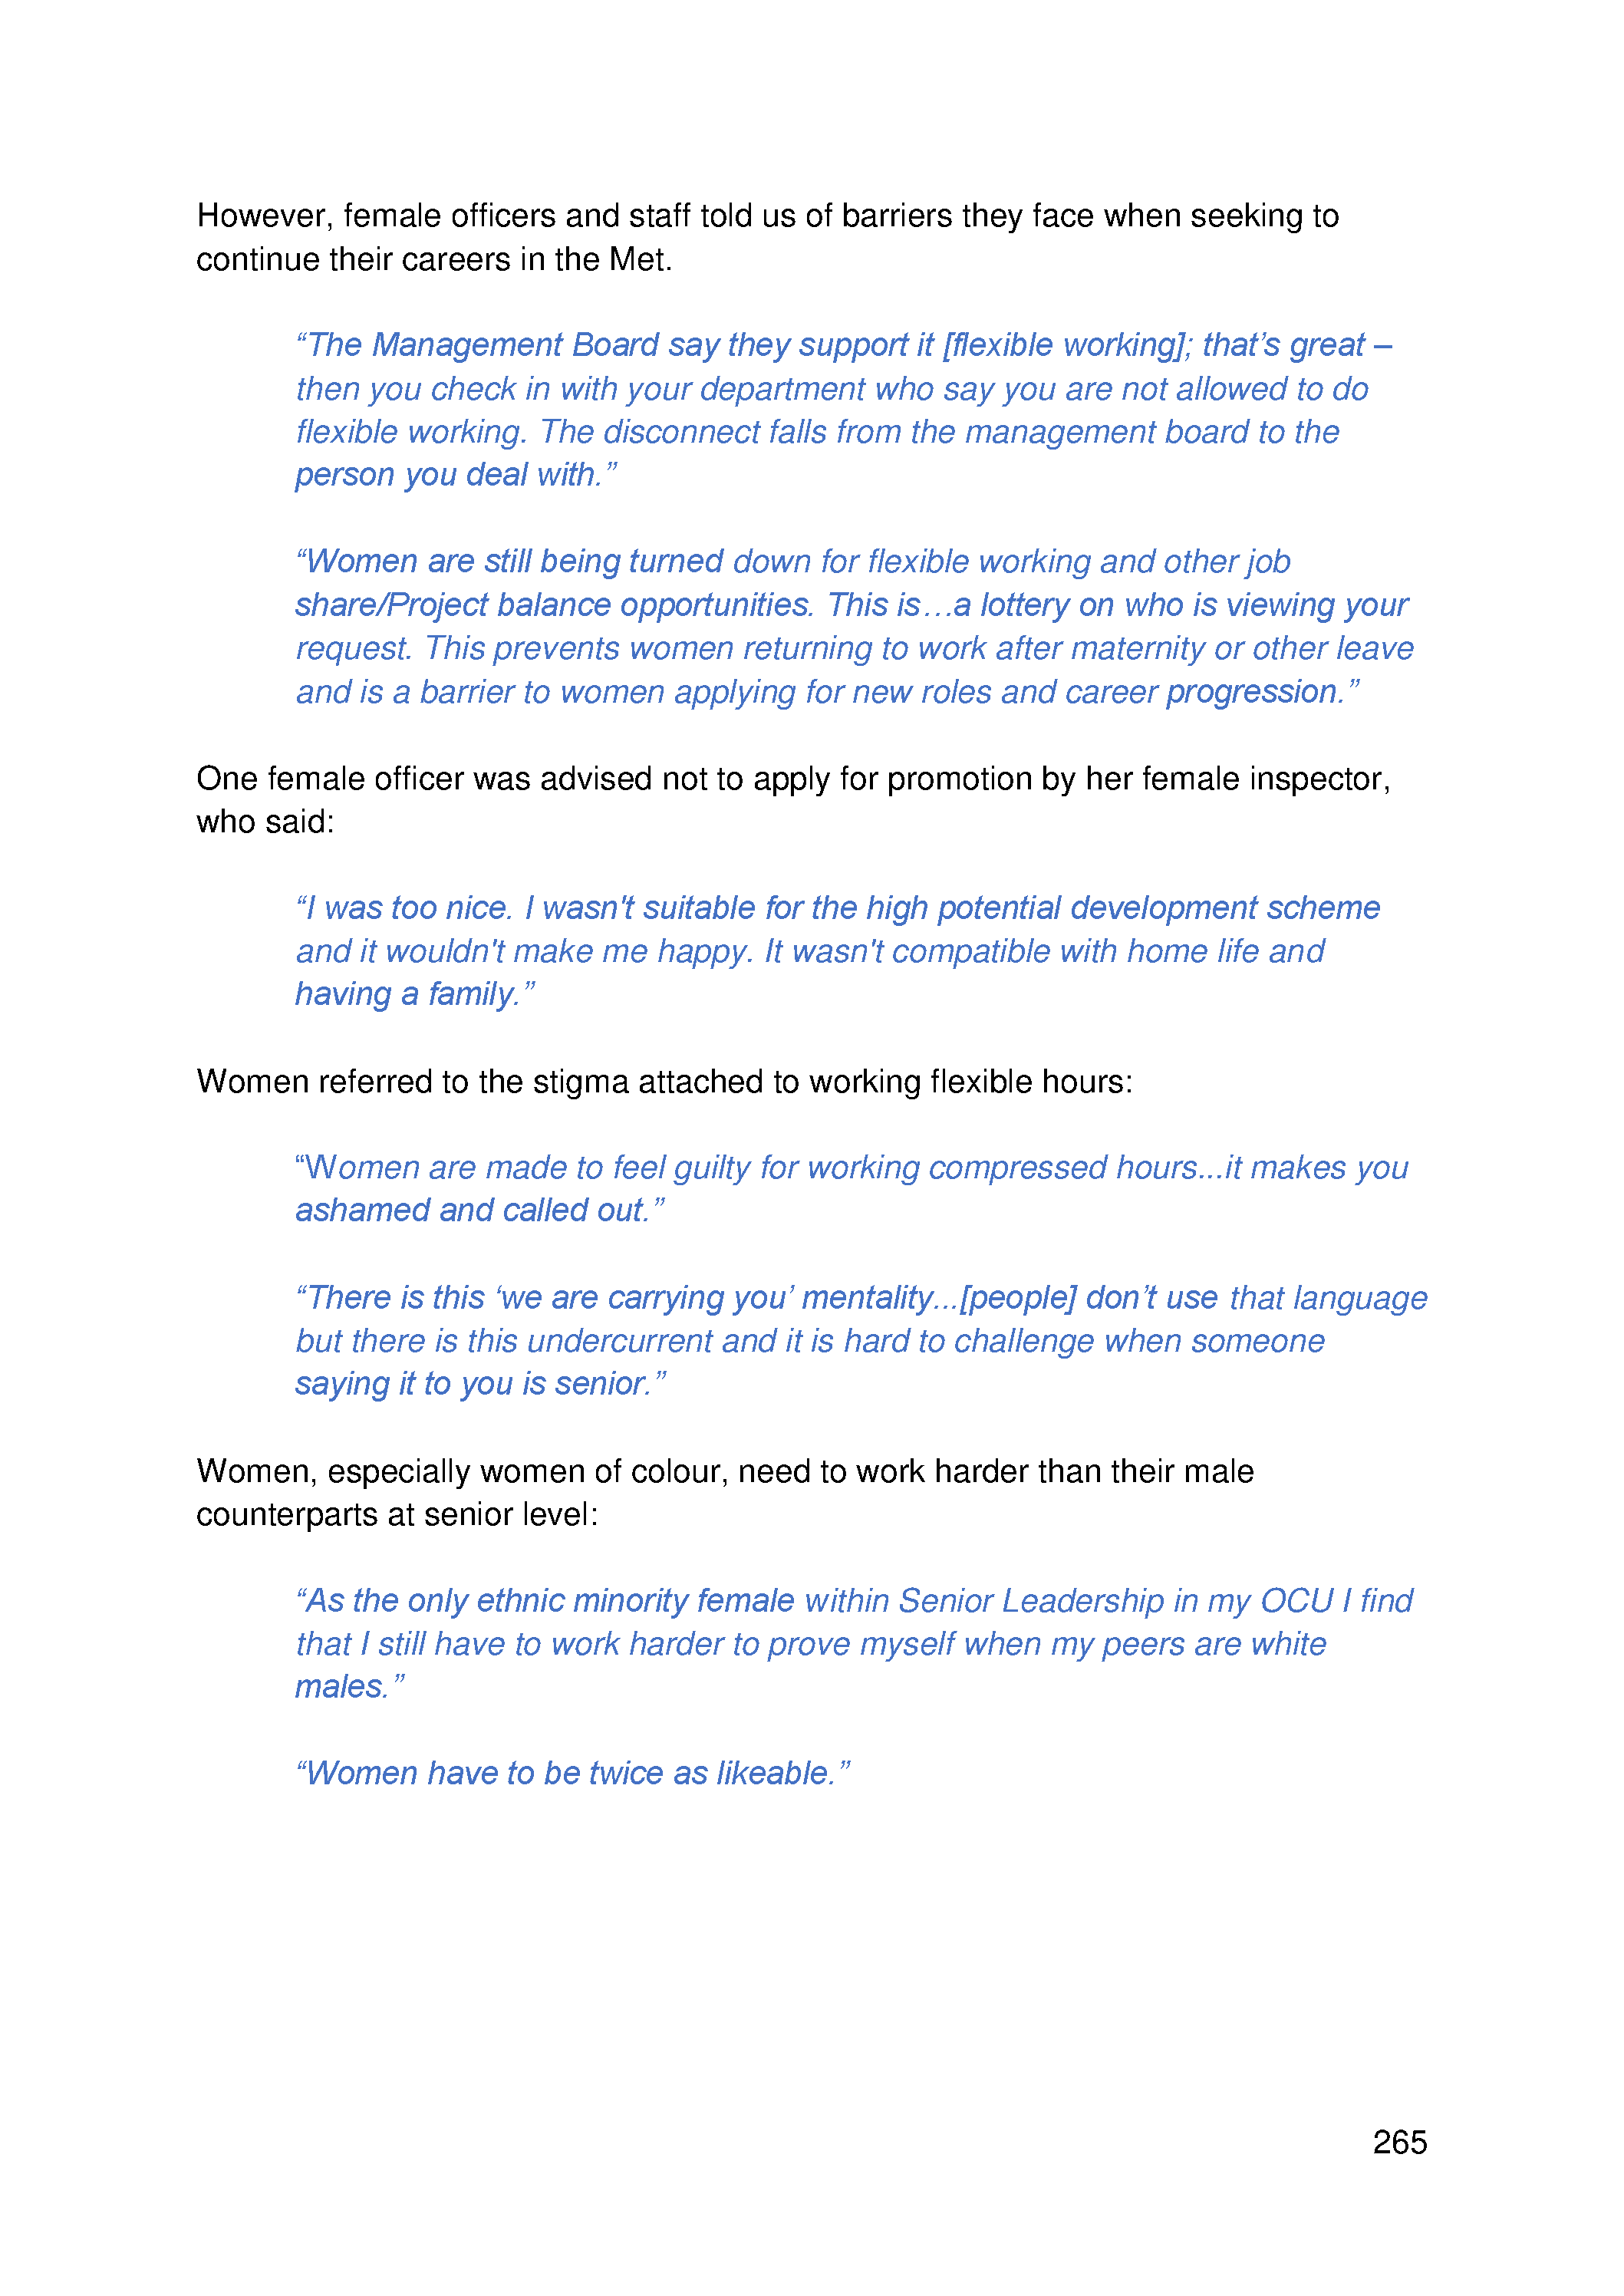 However, female officers and staff told us of barriers they face when seeking to
continue their careers in the Met.
“The Management Board say they support it [flexible working]; that’s great –
then you check in with your department who say you are not allowed to do
flexible working. The disconnect falls from the management board to the
person you deal with.”
“Women are still being turned down for flexible working and other job
share/Project balance opportunities. This is…a lottery on who is viewing your
request. This prevents women returning to work after maternity or other leave
and is a barrier to women applying for new roles and career progression.”
One female officer was advised not to apply for promotion by her female inspector,
who said:
“I was too nice. I wasn't suitable for the high potential development scheme
and it wouldn't make me happy. It wasn't compatible with home life and
having a family.”
Women referred to the stigma attached to working flexible hours:
“Women are made to feel guilty for working compressed hours...it makes you
ashamed and called out.”
“There is this ‘we are carrying you’ mentality...[people] don’t use that language
but there is this undercurrent and it is hard to challenge when someone
saying it to you is senior.”
Women, especially women of colour, need to work harder than their male
counterparts at senior level:
“As the only ethnic minority female within Senior Leadership in my OCU I find
that I still have to work harder to prove myself when my peers are white
males.”
“Women have to be twice as likeable.”
265